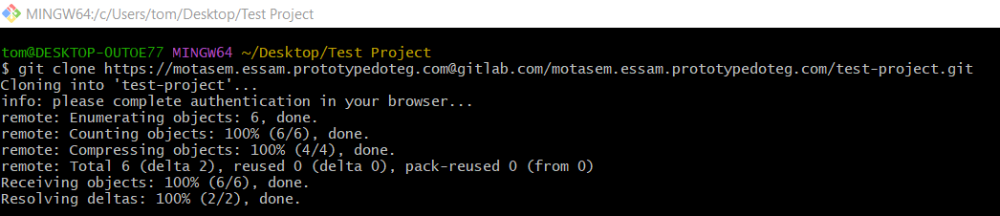 MINGW64:/c/Users/tom/Desktop/Test Project
tom@DESKTOP-OUTOE77 MINGW64 ~/Desktop/Test Project
$ git clone https://motasem.essam.prototypedoteg.com@gitlab.com/motasem.essam.prototypedoteg.com/test-project.git
Cloning into 'test-project'...
info: please complete authentication in your browser...
remote: Enumerating objects: 6, done.
remote: Counting objects: 100% (6/6), done.
remote: Compressing objects: 100% (4/4), done.
remote: Total 6 (delta 2), reused 0 (delta 0), pack-reused 0 (from 0)
Receiving objects: 100% (6/6), done.
Resolving deltas: 100% (2/2), done.